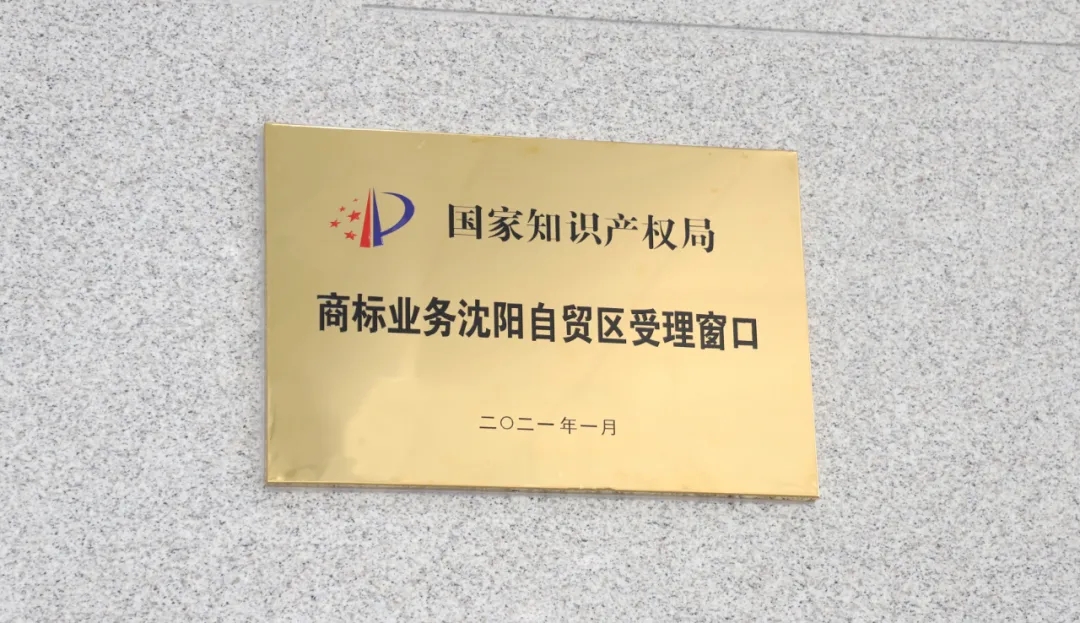 国家知识产权局
商标业务沈阳自贸区受理窗口
二〇二一年一月